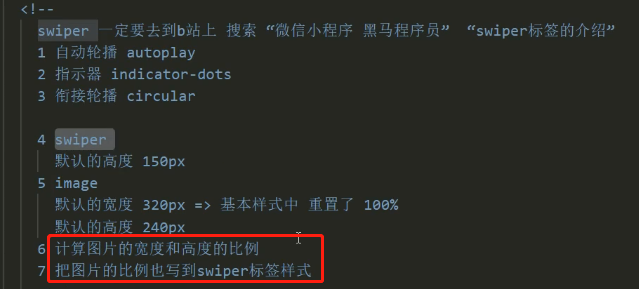 <!--
swiper 一定要去到b站上 搜索 “微信小程序 黑马程序员” “swiper标签的介绍”
1 自动轮播 autoplay
2 指示器 indicator-dots
3 衔接轮播 circular
4 swiper
默认的高度 150px
5 image
默认的宽度 320px => 基本样式中 重置了 100%
默认的高度 240px
6 计算图片的宽度和高度的比例
7 把图片的比例也写到swiper标签样式